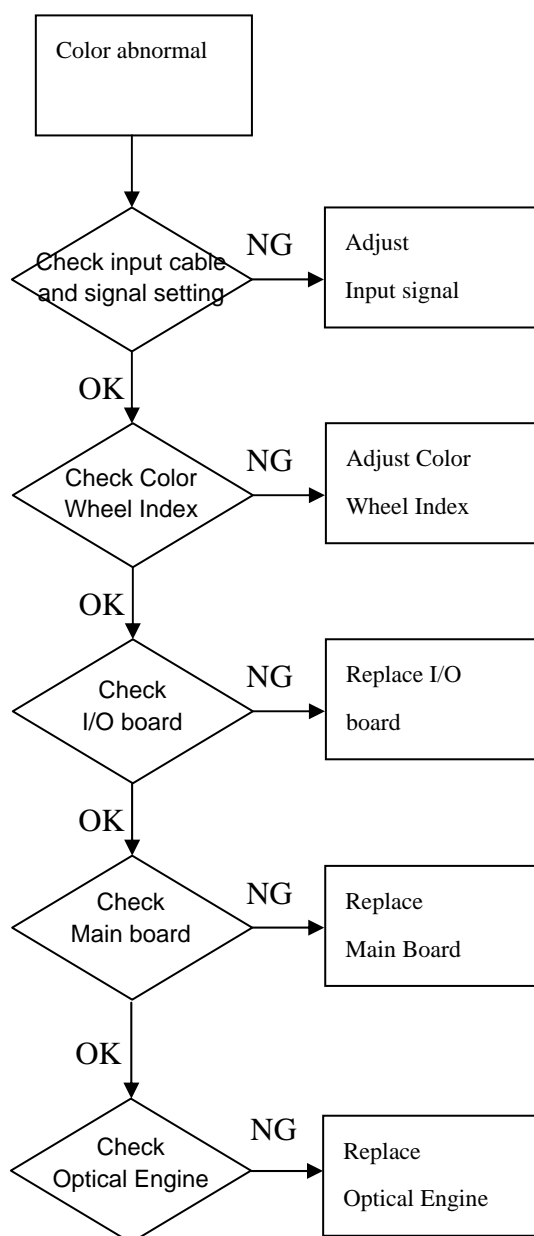 Color abnormal
Check input cable
and signal setting
NG
Adjust
Input signal
OK
Check Color
Wheel Index
NG
Adjust Color
Wheel Index
OK
Check
I/O board
NG
Replace I/O
board
OK
Check
Main board
NG
Replace
Main Board
OK
Check
Optical Engine
NG
Replace
Optical Engine